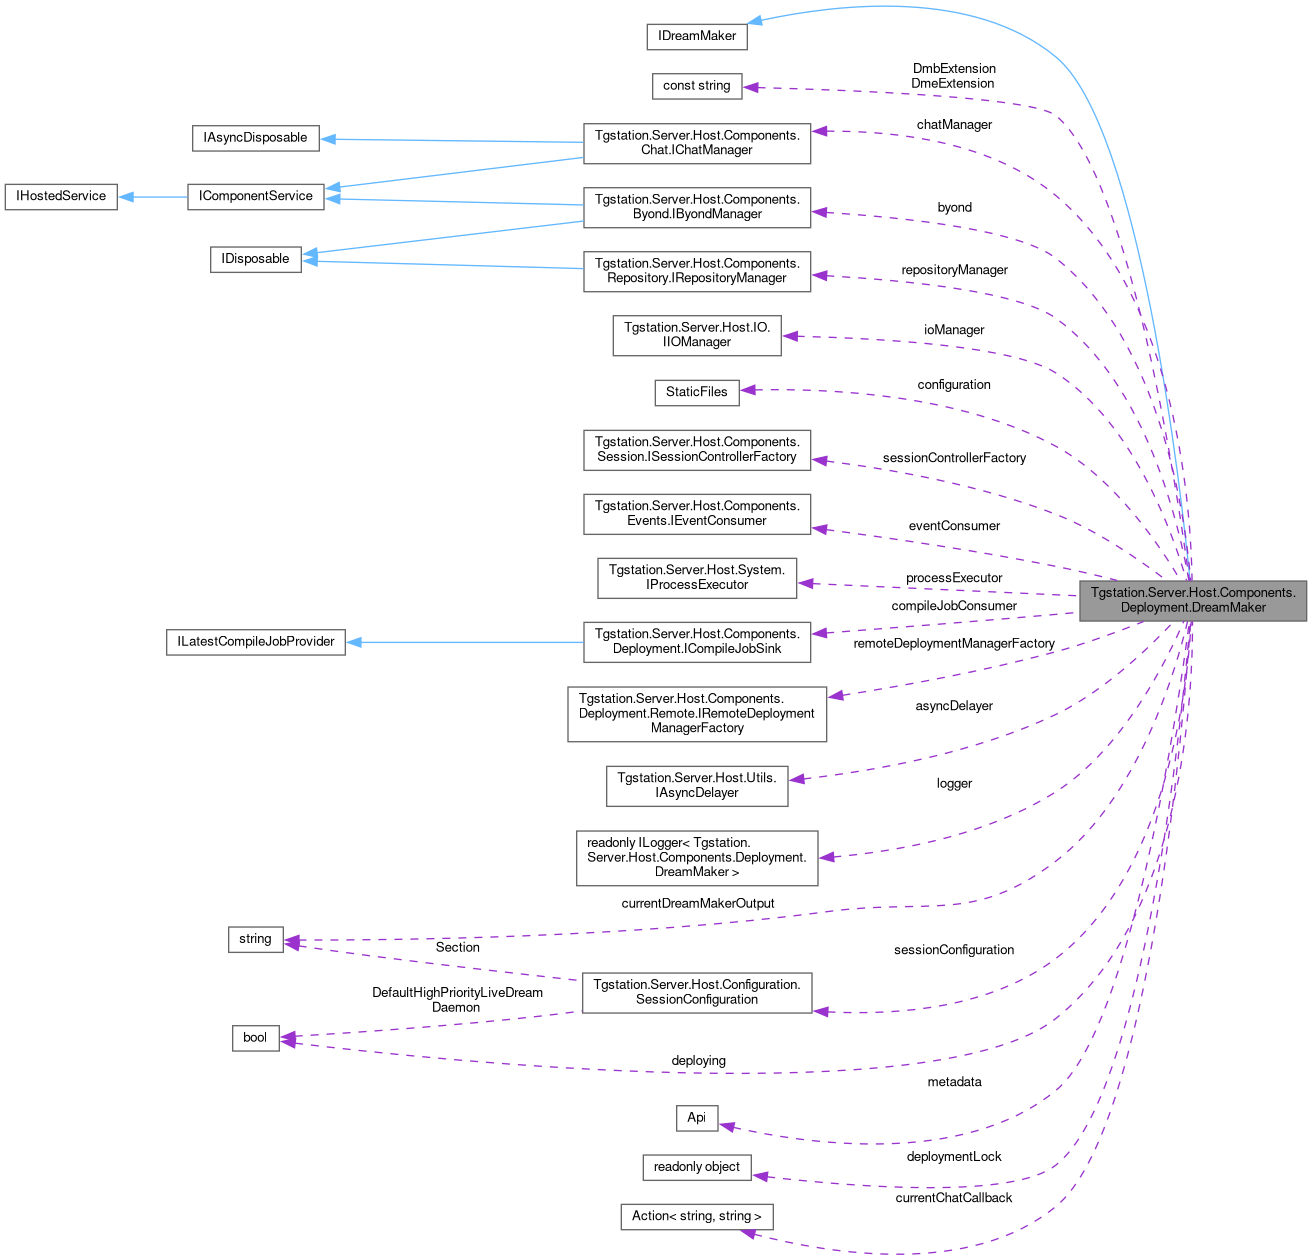 IDreamMaker
DmbExtension
DmeExtension
const string
chatManager
IAsyncDisposable
Tgstation.Server.Host.Components.
Chat.IChatManager
IHostedService
IComponentService
Tgstation.Server.Host.Components.
Byond.IByondManager
byond
IDisposable
Tgstation.Server.Host.Components.
Repository.IRepositoryManager
repositoryManager
Tgstation.Server.Host.IO.
IIOManager
ioManager
StaticFiles
configuration
Tgstation.Server.Host.Components.
Session.ISessionControllerFactory
sessionControllerFactory
Tgstation.Server.Host.Components.
Events.IEventConsumer
eventConsumer
Tgstation.Server.Host.System.
IProcessExecutor
processExecutor
Tgstation.Server.Host.Components.
Deployment.DreamMaker
compileJobConsumer
ILatestCompileJobProvider
Tgstation.Server.Host.Components.
Deployment.ICompileJobSink
remoteDeploymentManagerFactory
Tgstation.Server.Host.Components.
Deployment.Remote.IRemoteDeployment
ManagerFactory
asyncDelayer
Tgstation.Server.Host.Utils.
IAsyncDelayer
logger
readonly ILogger< Tgstation.
Server.Host.Components.Deployment.
DreamMaker >
currentDreamMakerOutput
string
Section
sessionConfiguration
Tgstation.Server.Host.Configuration.
SessionConfiguration
DefaultHighPriorityLiveDream
Daemon
bool
deploying
metadata
Api
deploymentLock
readonly object
currentChatCallback
Action< string, string >